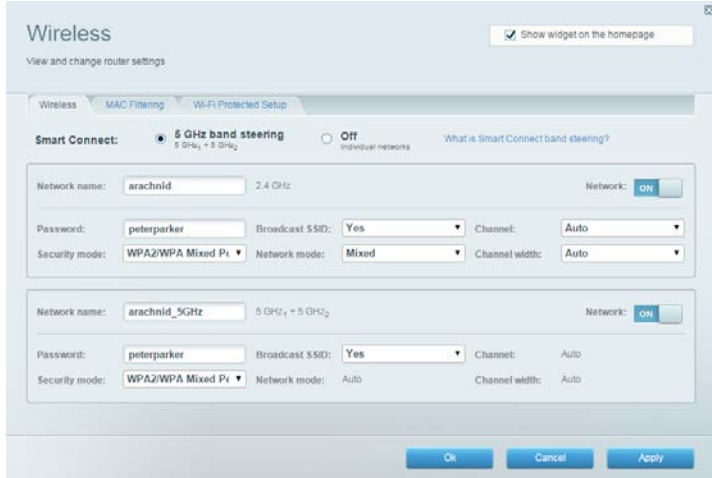 Wireless
Show widget on the homepage
View and change router settings
Wireless MAC Filtering Wi-Fi Protected Setup
Smart Connect: 5 GHz band steering Off What is Smart Connect band steering?
5 GHz₁ + 5 GHz₂ Individual networks
Network name: arachnid 2.4 GHz Network: ON
Password: peterparker Broadcast SSID: Yes Channel: Auto
Security mode: WPA2/WPA Mixed Pe Network mode: Mixed Channel width: Auto
Network name: arachnid_5GHz 5 GHz₁ + 5 GHz₂ Network: ON
Password: peterparker Broadcast SSID: Yes Channel: Auto
Security mode: WPA2/WPA Mixed Pe Network mode: Auto Channel width: Auto
Ok Cancel Apply